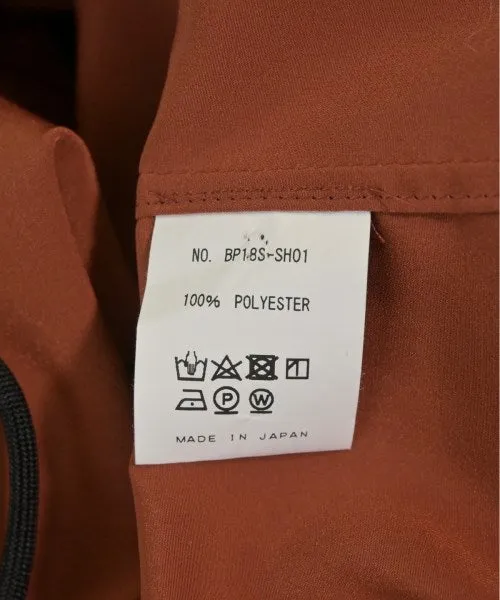 NO. BP18S-SH01
100% POLYESTER
P W
MADE IN JAPAN